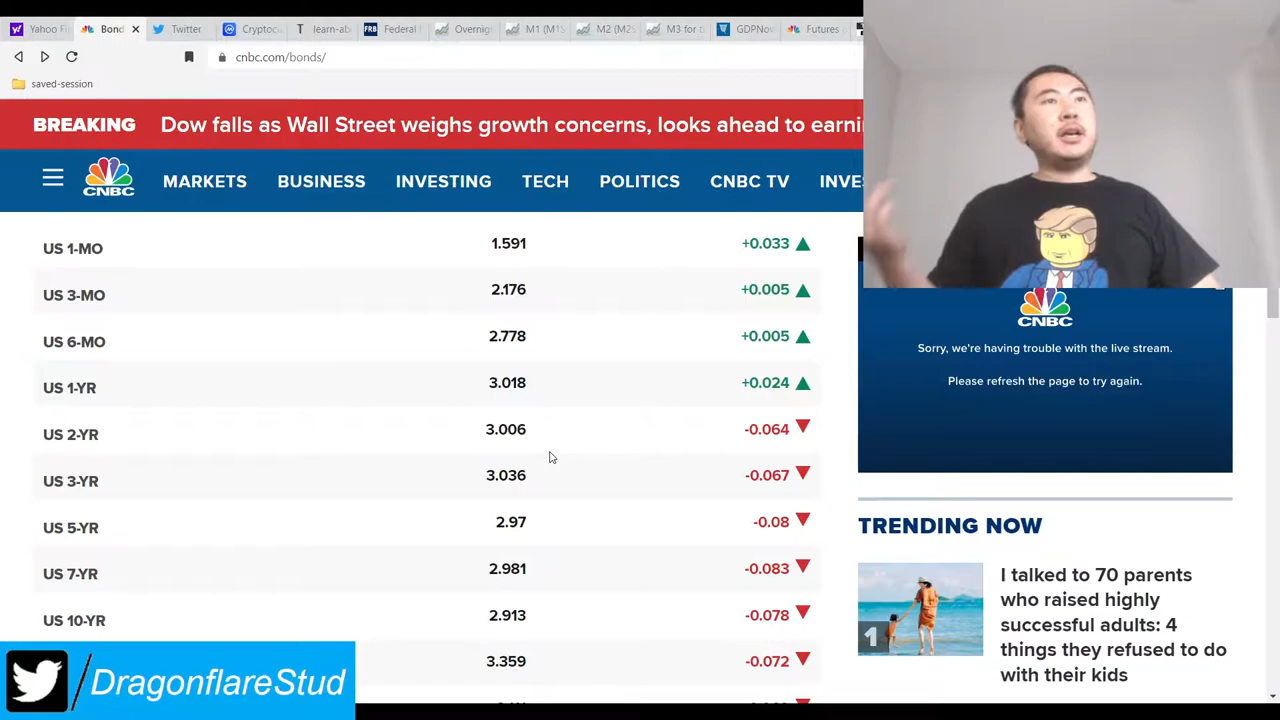 Yahoo Fi
Bond
Twitter
Cryptoc
learn-ab
FRB
Federal
Overnig
M1 (M1S
M2 (M2S
M3 for t
GDPNow
Futures
cnbc.com/bonds/
saved-session
BREAKING Dow falls as Wall Street weighs growth concerns, looks ahead to earni
CNBC MARKETS BUSINESS INVESTING TECH POLITICS CNBC TV INVES
US 1-MO 1.591 +0.033
US 3-MO 2.176 +0.005
US 6-MO 2.778 +0.005
US 1-YR 3.018 +0.024
US 2-YR 3.006 -0.064
US 3-YR 3.036 -0.067
US 5-YR 2.97 -0.08
US 7-YR 2.981 -0.083
US 10-YR 2.913 -0.078
3.359 -0.072
CNBC
Sorry, we're having trouble with the live stream.
Please refresh the page to try again.
TRENDING NOW
1
I talked to 70 parents
who raised highly
successful adults: 4
things they refused to do
with their kids
DragonflareStud